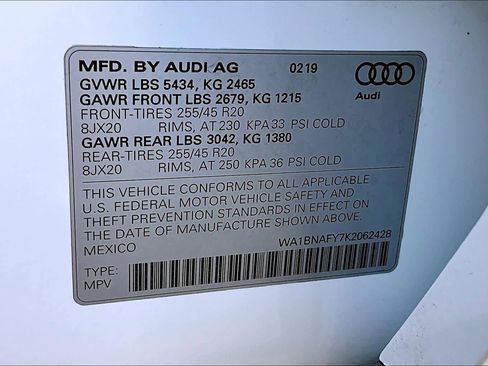 MFD. BY AUDI AG 02/19
GVWR LBS 5434, KG 2465
GAWR FRONT LBS 2679, KG 1215
FRONT-TIRES 255/45 R20
8JX20 RIMS, AT 230 KPA 33 PSI COLD
GAWR REAR LBS 3042, KG 1380
REAR-TIRES 255/45 R20
8JX20 RIMS, AT 250 KPA 36 PSI COLD
Audi
THIS VEHICLE CONFORMS TO ALL APPLICABLE
U.S. FEDERAL MOTOR VEHICLE SAFETY AND
THEFT PREVENTION STANDARDS IN EFFECT ON
THE DATE OF MANUFACTURE SHOWN ABOVE.
MEXICO WA1BNAFY7K2062428
TYPE:
MPV